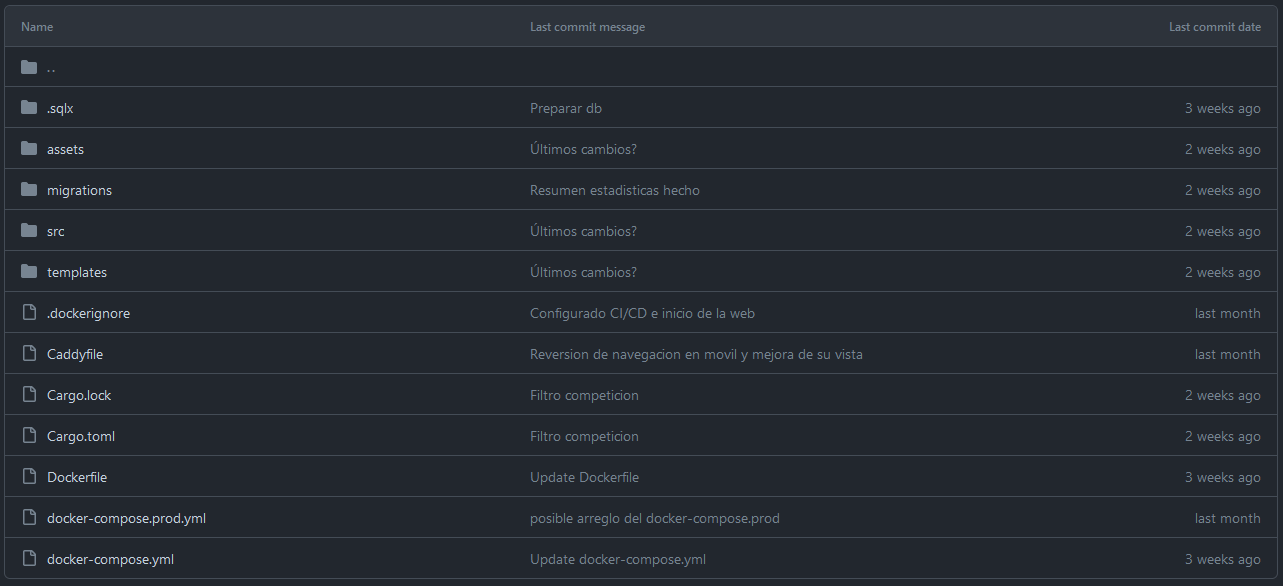 Name Last commit message Last commit date
..
.sqlx Preparar db 3 weeks ago
assets Últimos cambios? 2 weeks ago
migrations Resumen estadisticas hecho 2 weeks ago
src Últimos cambios? 2 weeks ago
templates Últimos cambios? 2 weeks ago
.dockerignore Configurado CI/CD e inicio de la web last month
Caddyfile Reversion de navegacion en movil y mejora de su vista last month
Cargo.lock Filtro competicion 2 weeks ago
Cargo.toml Filtro competicion 2 weeks ago
Dockerfile Update Dockerfile 3 weeks ago
docker-compose.prod.yml posible arreglo del docker-compose.prod last month
docker-compose.yml Update docker-compose.yml 3 weeks ago